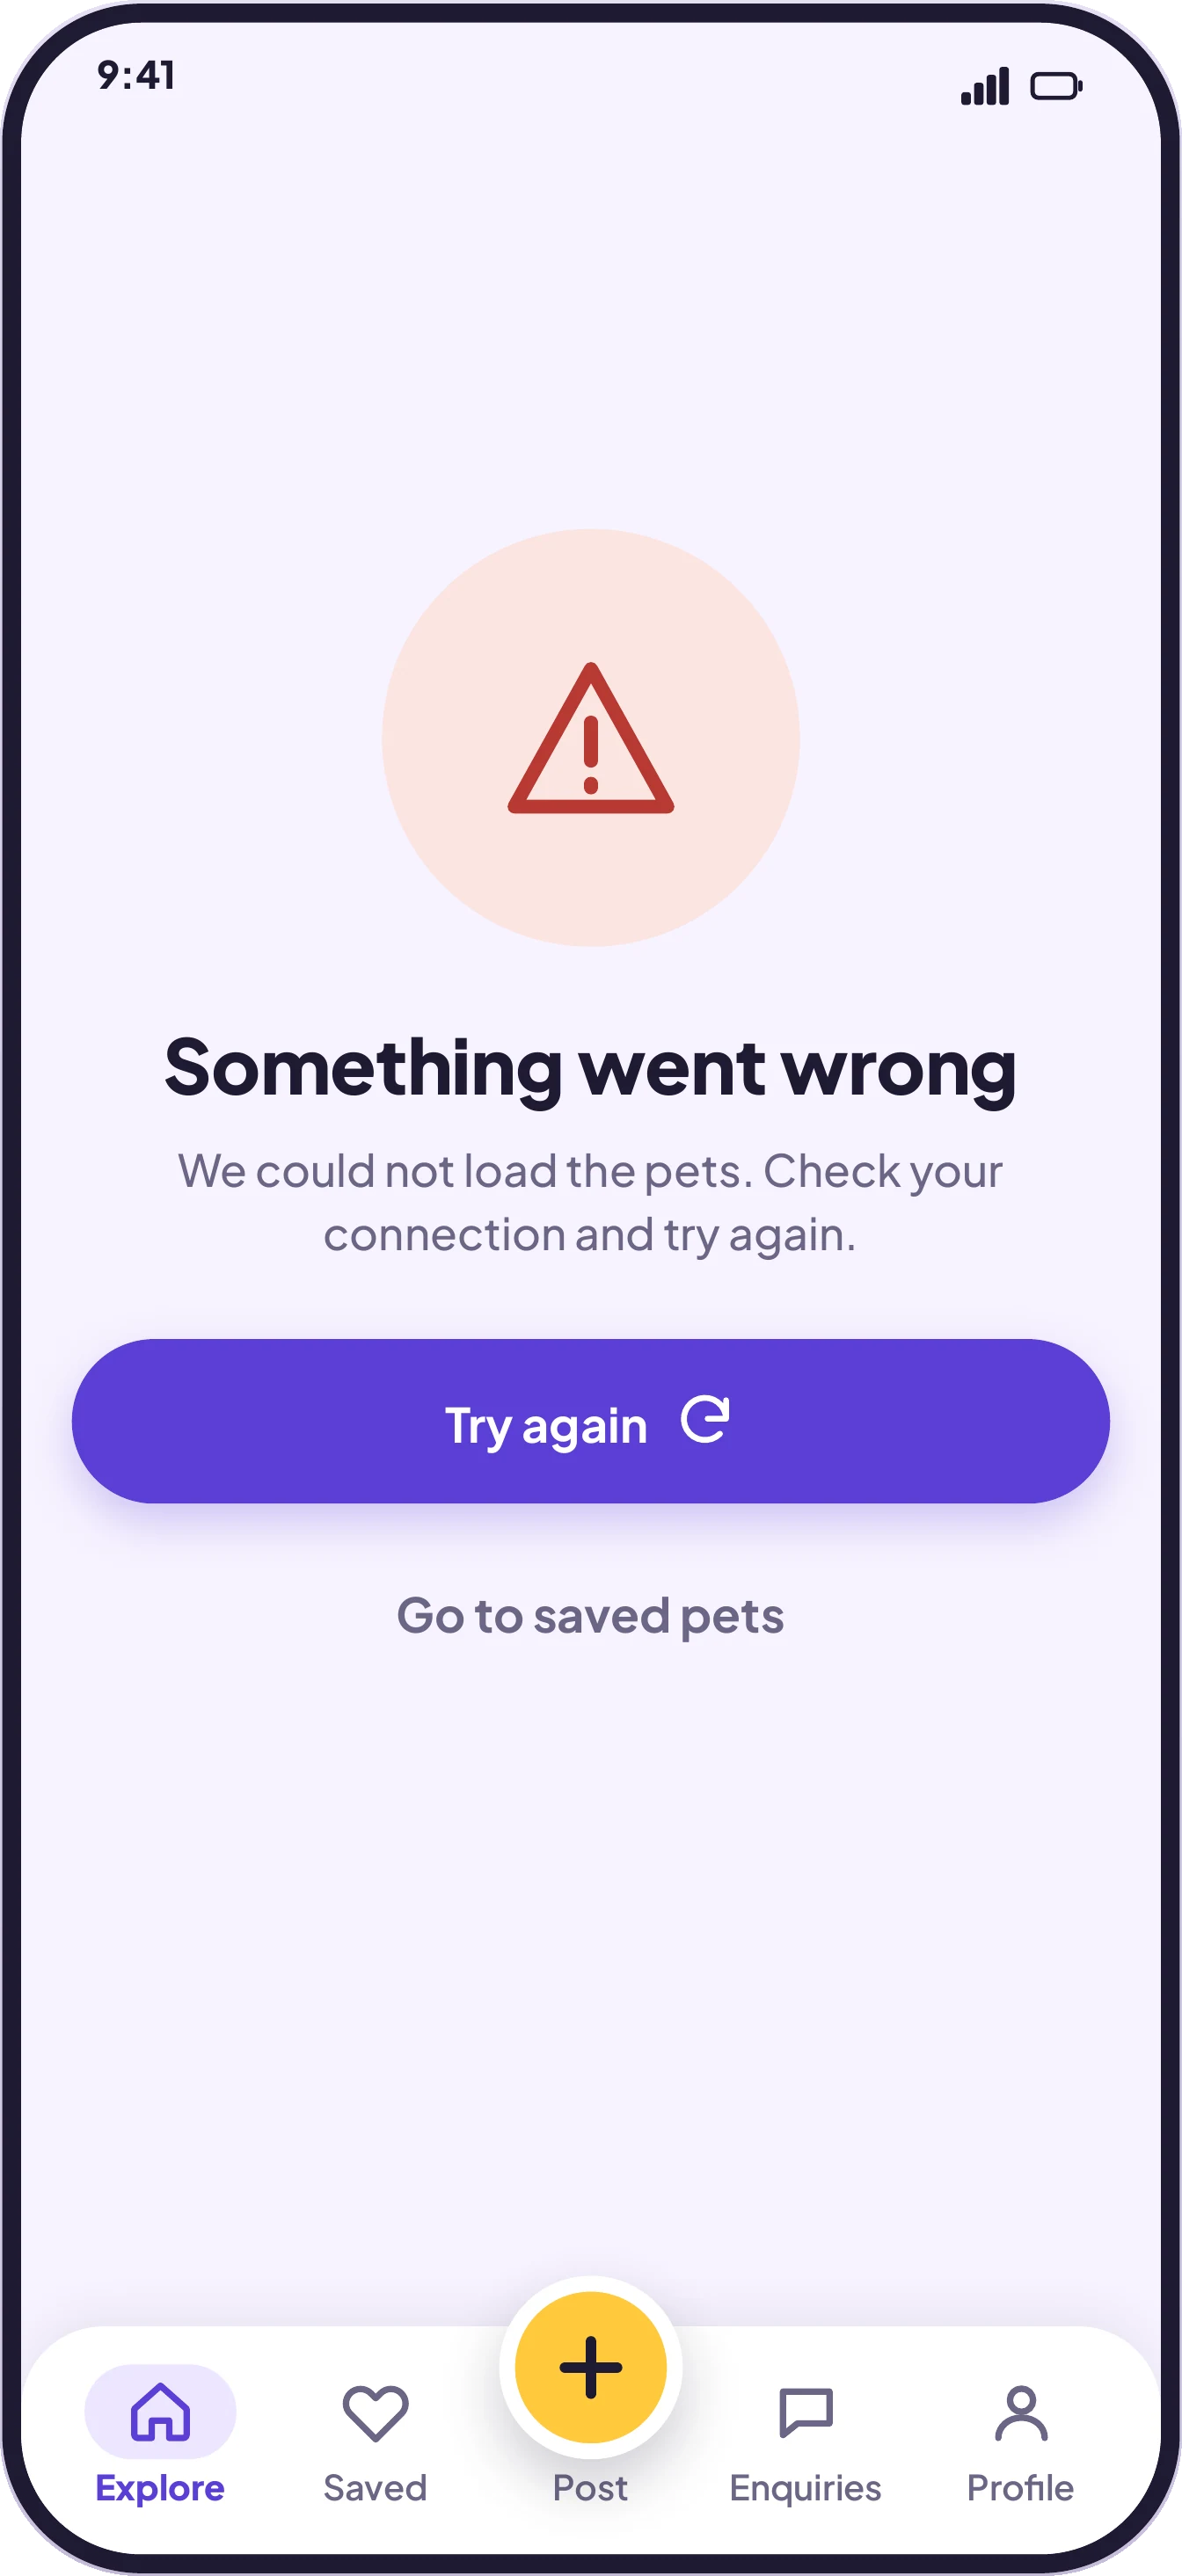 9:41
Something went wrong
We could not load the pets. Check your
connection and try again.
Try again
Go to saved pets
Explore
Saved
Post
Enquiries
Profile